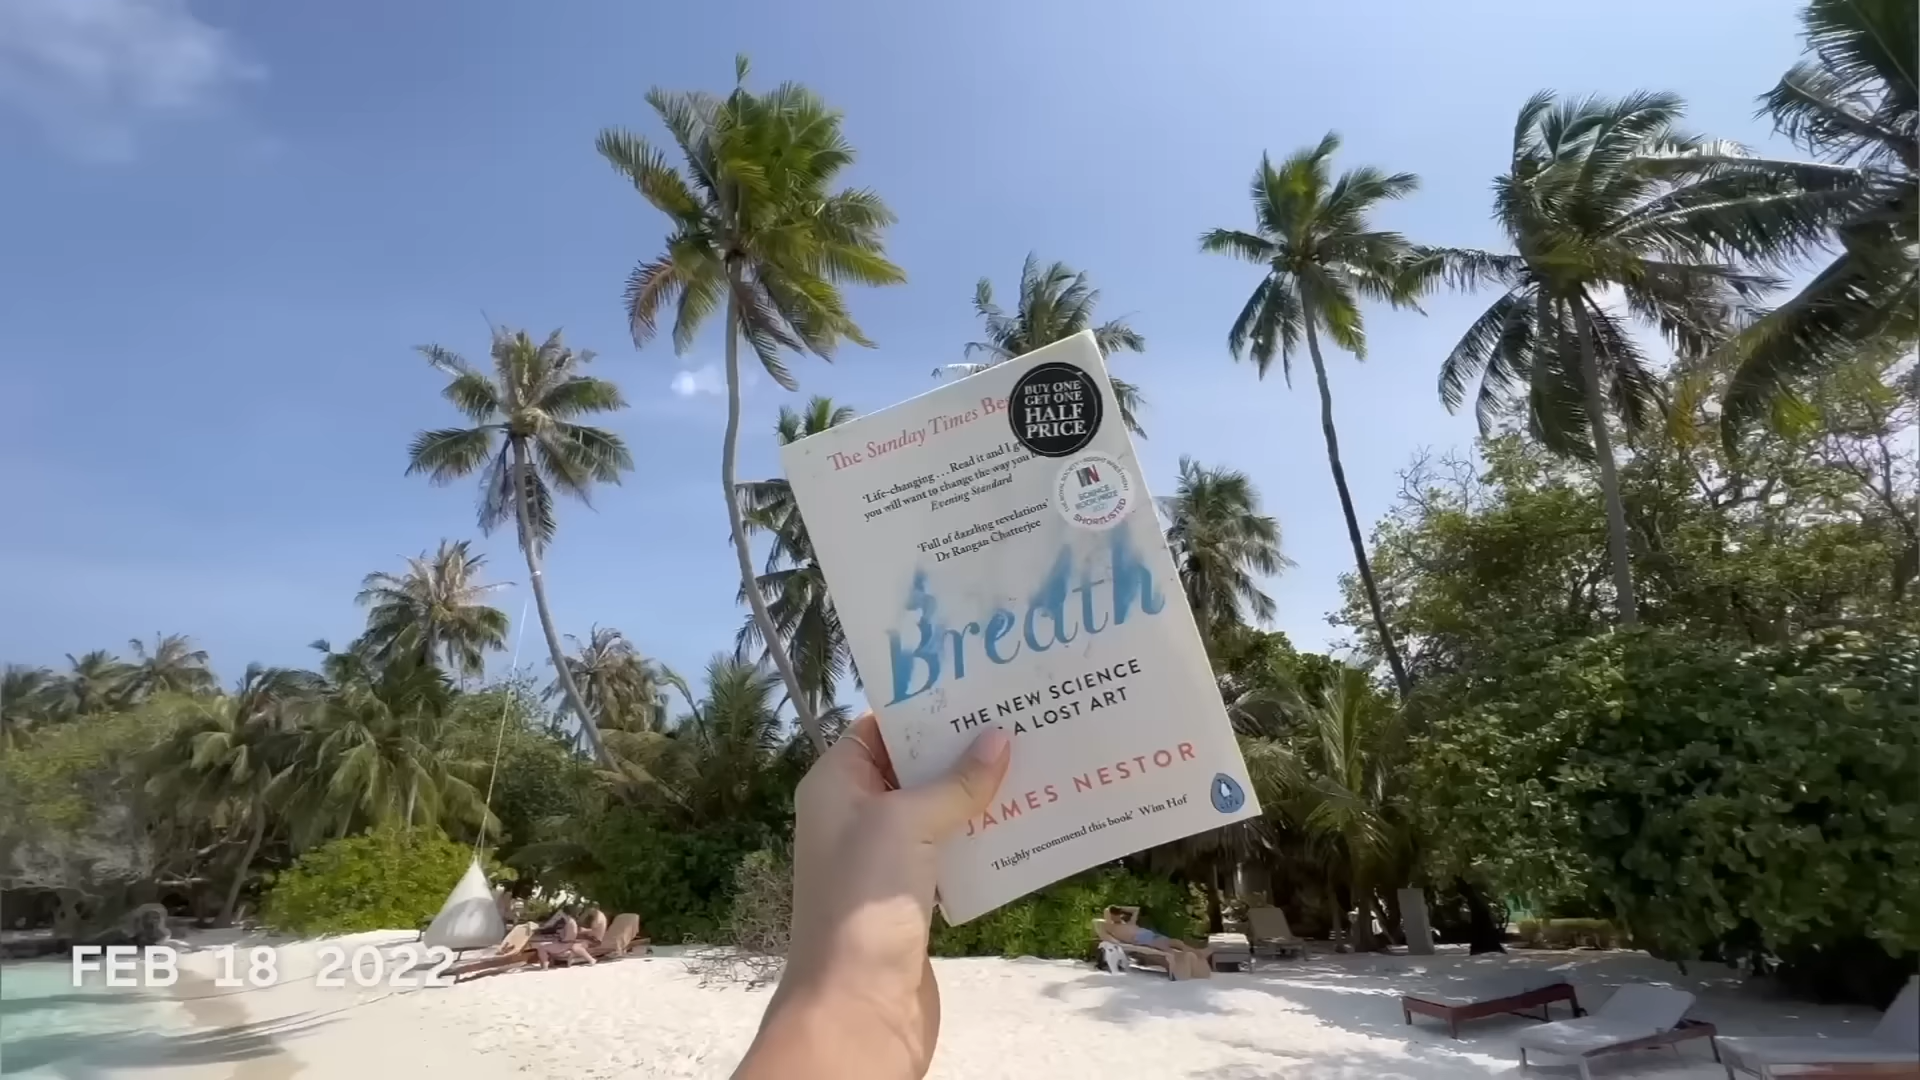 The Sunday Times Bes
BUY ONE
GET ONE
HALF
PRICE
'Life-changing... Read it and I
you will want to change the way you
Evening Standard
'Full of dazzling revelations'
Dr Rangan Chatterjee
SHORTLISTED
Breath
THE NEW SCIENCE
A LOST ART
JAMES NESTOR
'I highly recommend this book' Wim Hof
FEB 18 2022